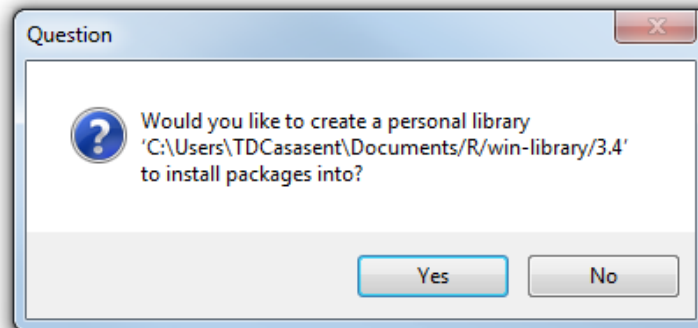 Question
Would you like to create a personal library
'C:\Users\TDCasasent\Documents/R/win-library/3.4'
to install packages into?
Yes
No